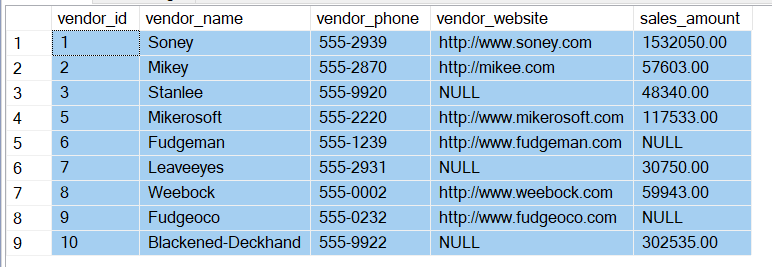 vendor_id vendor_name vendor_phone vendor_website sales_amount
1 1 Soney 555-2939 http://www.soney.com 1532050.00
2 2 Mikey 555-2870 http://mikee.com 57603.00
3 3 Stanlee 555-9920 NULL 48340.00
4 5 Mikerosoft 555-2220 http://www.mikerosoft.com 117533.00
5 6 Fudgeman 555-1239 http://www.fudgeman.com NULL
6 7 Leaveeyes 555-2931 NULL 30750.00
7 8 Weebock 555-0002 http://www.weebock.com 59943.00
8 9 Fudgeoco 555-0232 http://www.fudgeoco.com NULL
9 10 Blackened-Deckhand 555-9922 NULL 302535.00